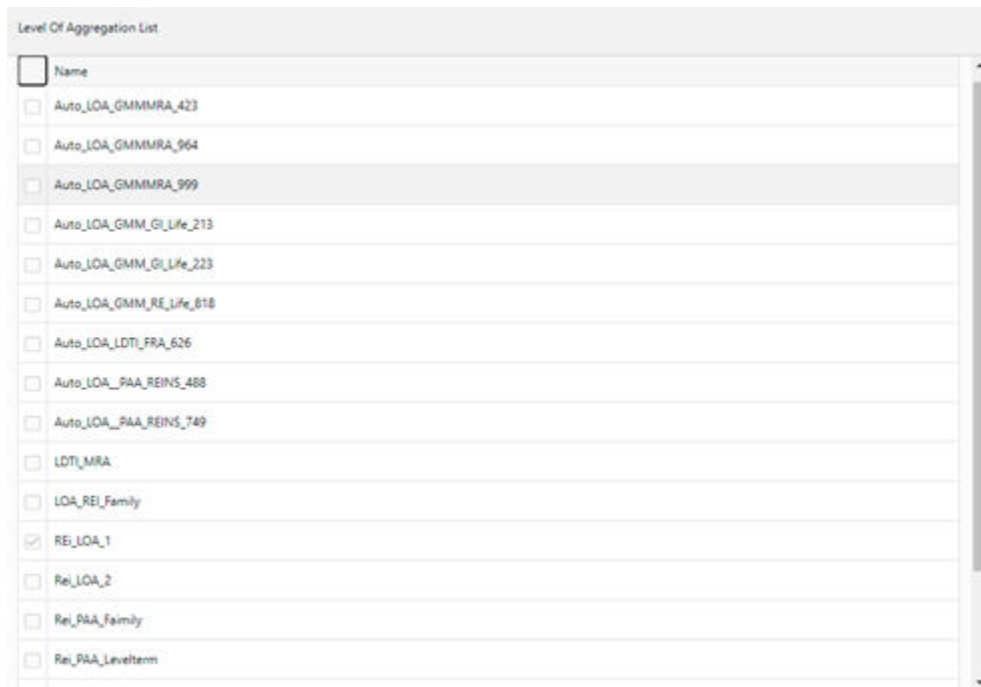 Level Of Aggregation List
Name
Auto_LOA_GMMMRA_423
Auto_LOA_GMMMRA_964
Auto_LOA_GMMMRA_999
Auto_LOA_GMM_GI_Life_213
Auto_LOA_GMM_GI_Life_223
Auto_LOA_GMM_RE_Life_818
Auto_LOA_LDTI_FRA_626
Auto_LOA__PAA_REINS_488
Auto_LOA__PAA_REINS_749
LDTI_MRA
LOA_REI_Family
REi_LOA_1
Rei_LOA_2
Rei_PAA_Faimily
Rei_PAA_Levelterm